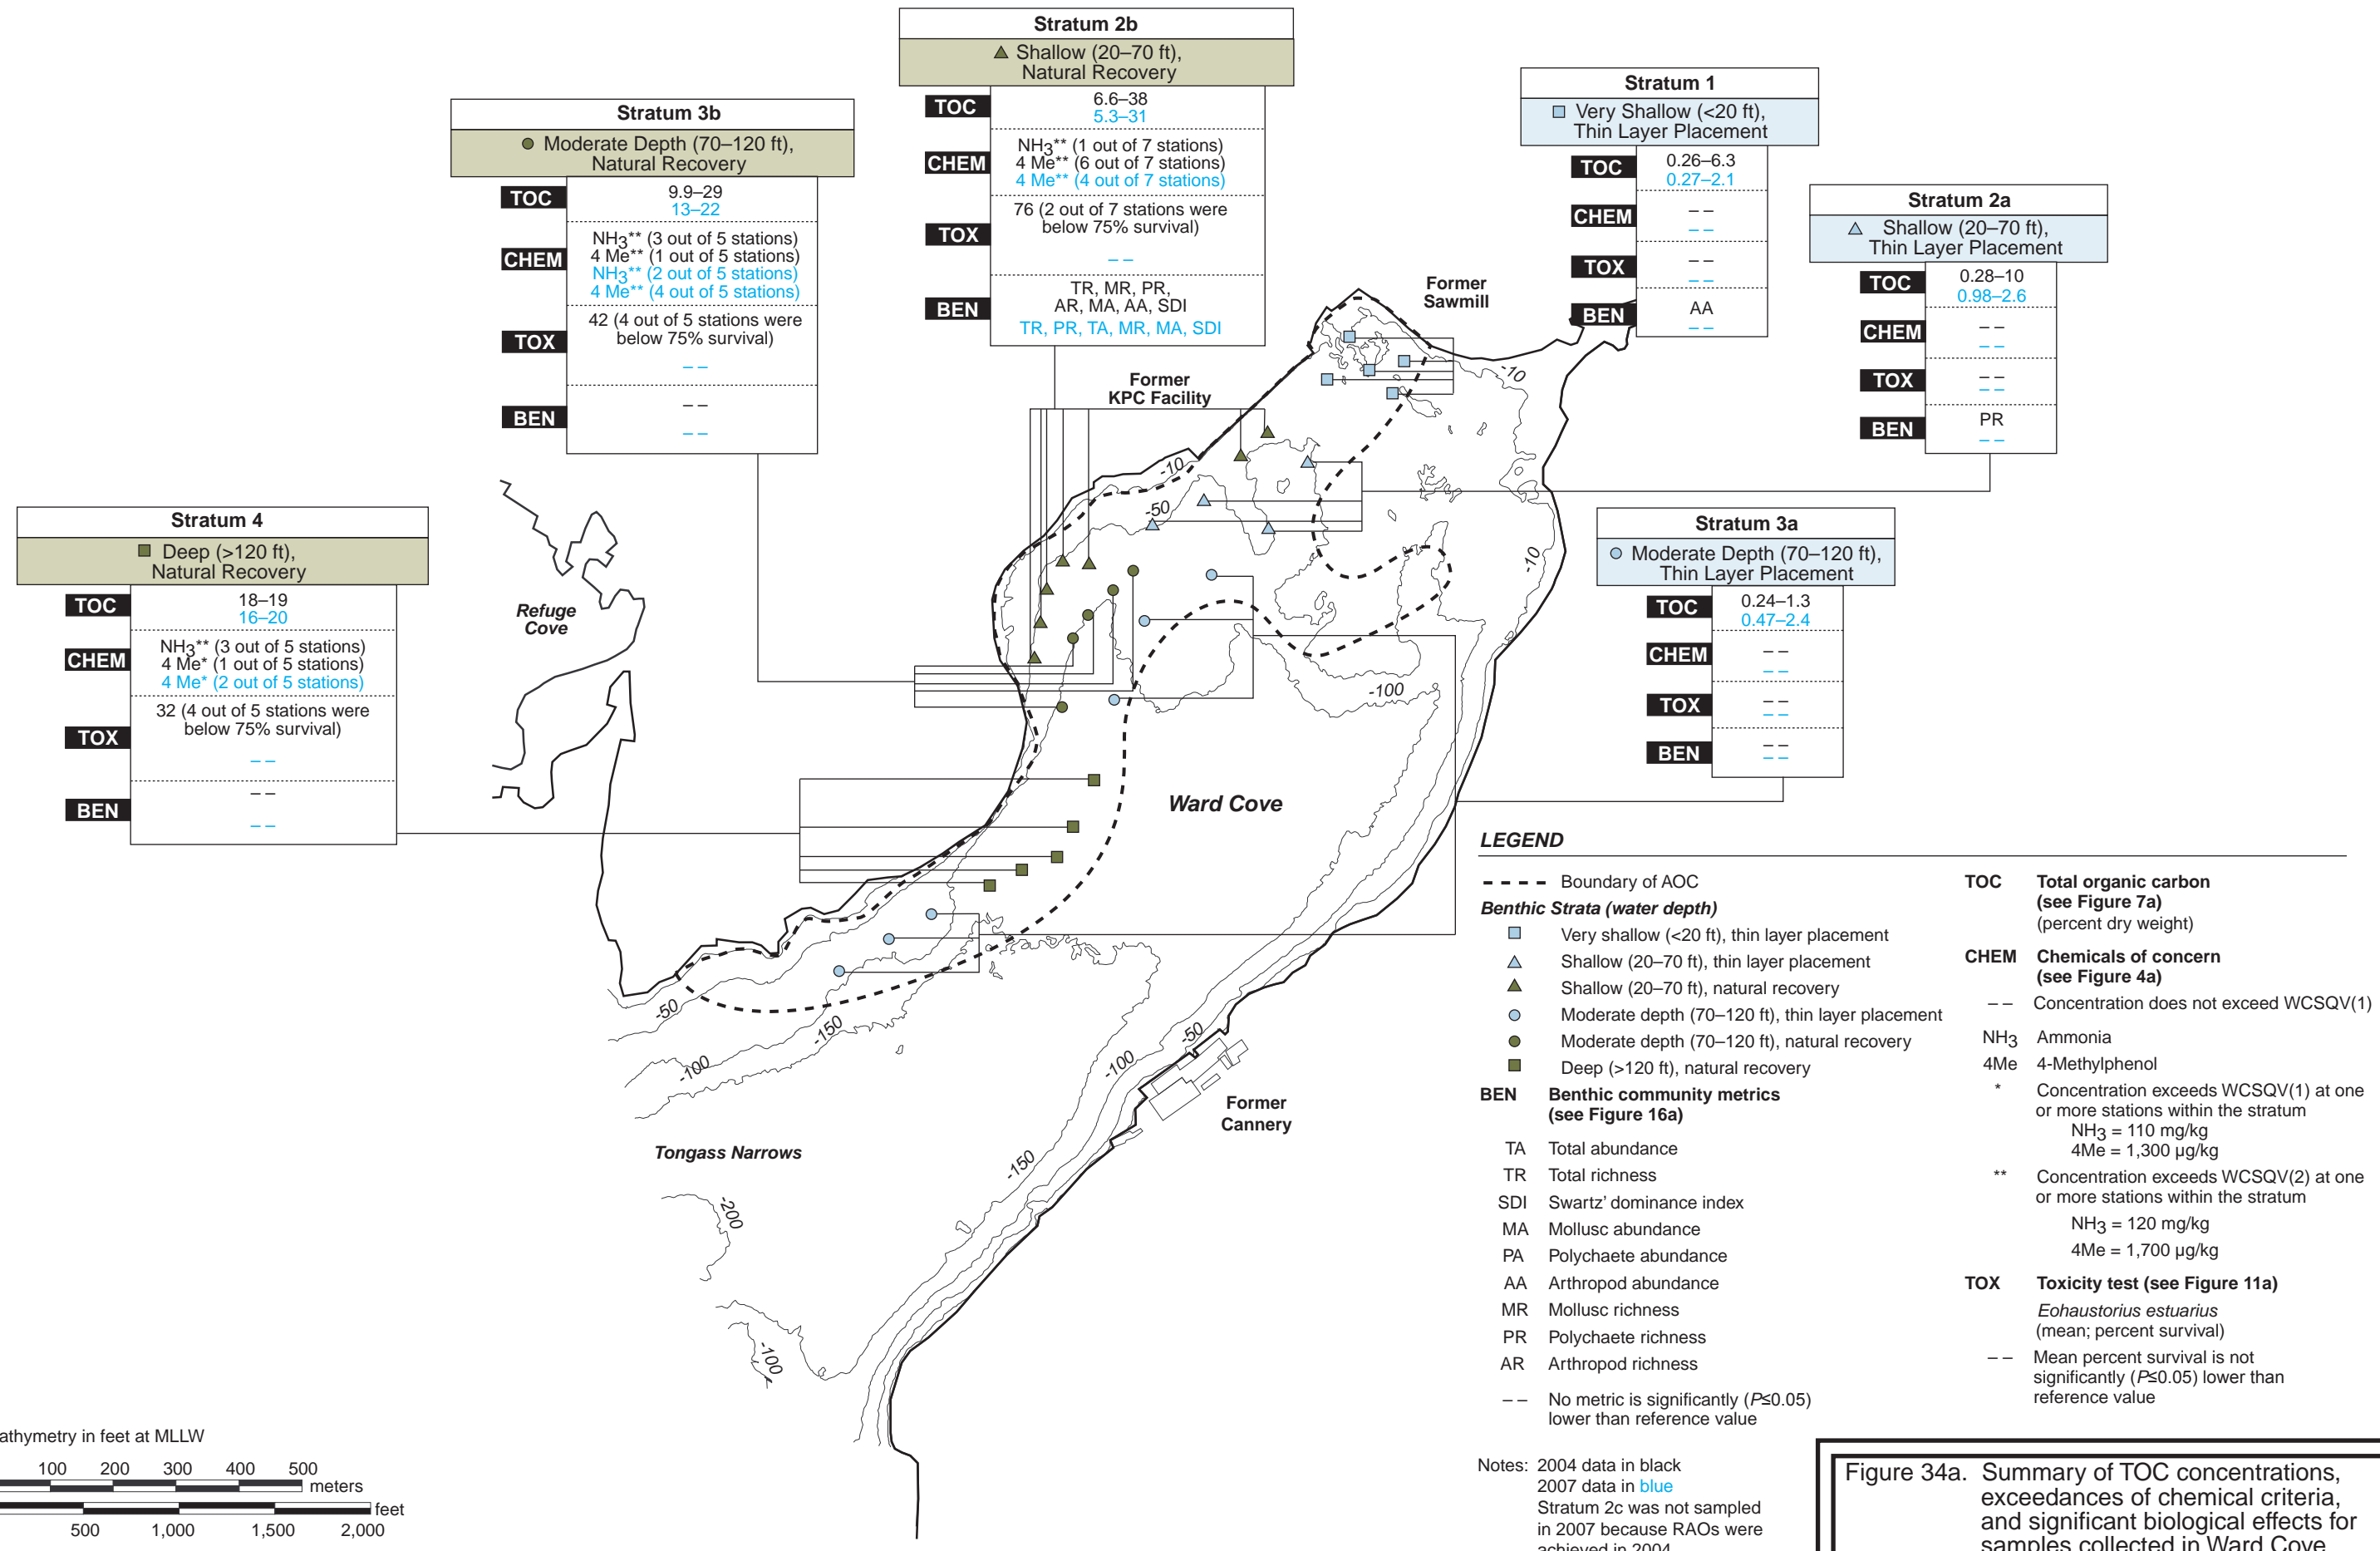 Stratum 2b
Shallow (20–70 ft),
Natural Recovery
TOC
6.6–38
5.3–31
CHEM
NH3** (1 out of 7 stations)
4 Me** (6 out of 7 stations)
4 Me** (4 out of 7 stations)
TOX
76 (2 out of 7 stations were
below 75% survival)
– –
BEN
TR, MR, PR,
AR, MA, AA, SDI
TR, PR, TA, MR, MA, SDI
Stratum 1
Very Shallow (<20 ft),
Thin Layer Placement
TOC
0.26–6.3
0.27–2.1
CHEM
– –
– –
TOX
– –
– –
BEN
AA
– –
Stratum 3b
Moderate Depth (70–120 ft),
Natural Recovery
TOC
9.9–29
13–22
CHEM
NH3** (3 out of 5 stations)
4 Me** (1 out of 5 stations)
NH3** (2 out of 5 stations)
4 Me** (4 out of 5 stations)
TOX
42 (4 out of 5 stations were
below 75% survival)
– –
BEN
– –
– –
Stratum 2a
Shallow (20–70 ft),
Thin Layer Placement
TOC
0.28–10
0.98–2.6
CHEM
– –
– –
TOX
– –
– –
BEN
PR
– –
Stratum 4
Deep (>120 ft),
Natural Recovery
TOC
18–19
16–20
CHEM
NH3** (3 out of 5 stations)
4 Me* (1 out of 5 stations)
4 Me* (2 out of 5 stations)
TOX
32 (4 out of 5 stations were
below 75% survival)
– –
BEN
– –
– –
Stratum 3a
Moderate Depth (70–120 ft),
Thin Layer Placement
TOC
0.24–1.3
0.47–2.4
CHEM
– –
– –
TOX
– –
– –
BEN
– –
– –
Former
Sawmill
Former
KPC Facility
-10
-10
-50
-10
Refuge
Cove
-100
Ward Cove
-50
-150
-100
-50
-100
Former
Cannery
-150
Tongass Narrows
-200
-100
LEGEND
Boundary of AOC
Benthic Strata (water depth)
Very shallow (<20 ft), thin layer placement
Shallow (20–70 ft), thin layer placement
Shallow (20–70 ft), natural recovery
Moderate depth (70–120 ft), thin layer placement
Moderate depth (70–120 ft), natural recovery
Deep (>120 ft), natural recovery
BEN Benthic community metrics
(see Figure 16a)
TA Total abundance
TR Total richness
SDI Swartz' dominance index
MA Mollusc abundance
PA Polychaete abundance
AA Arthropod abundance
MR Mollusc richness
PR Polychaete richness
AR Arthropod richness
– – No metric is significantly (P≤0.05)
lower than reference value
TOC Total organic carbon
(see Figure 7a)
(percent dry weight)
CHEM Chemicals of concern
(see Figure 4a)
– – Concentration does not exceed WCSQV(1)
NH3 Ammonia
4Me 4-Methylphenol
* Concentration exceeds WCSQV(1) at one
or more stations within the stratum
NH3 = 110 mg/kg
4Me = 1,300 µg/kg
** Concentration exceeds WCSQV(2) at one
or more stations within the stratum
NH3 = 120 mg/kg
4Me = 1,700 µg/kg
TOX Toxicity test (see Figure 11a)
Eohaustorius estuarius
(mean; percent survival)
– – Mean percent survival is not
significantly (P≤0.05) lower than
reference value
Notes: 2004 data in black
2007 data in blue
Stratum 2c was not sampled
in 2007 because RAOs were
achieved in 2004
athymetry in feet at MLLW
100 200 300 400 500
meters
feet
500 1,000 1,500 2,000
Figure 34a. Summary of TOC concentrations,
exceedances of chemical criteria,
and significant biological effects for
samples collected in Ward Cove